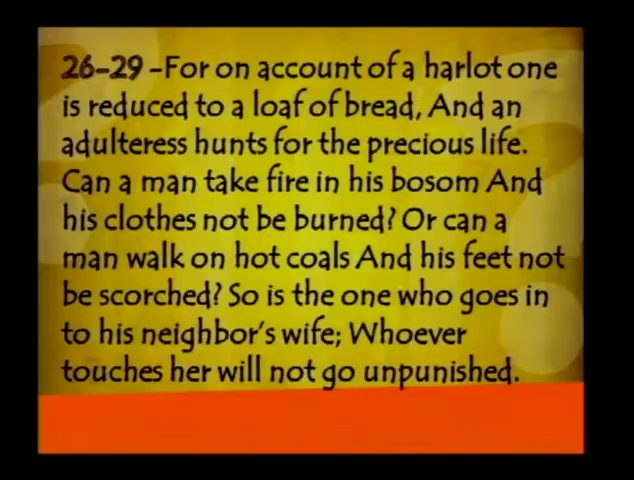 26-29 -For on account of a harlot one
is reduced to a loaf of bread, And an
adulteress hunts for the precious life.
Can a man take fire in his bosom And
his clothes not be burned? Or can a
man walk on hot coals And his feet not
be scorched? So is the one who goes in
to his neighbor's wife; Whoever
touches her will not go unpunished.